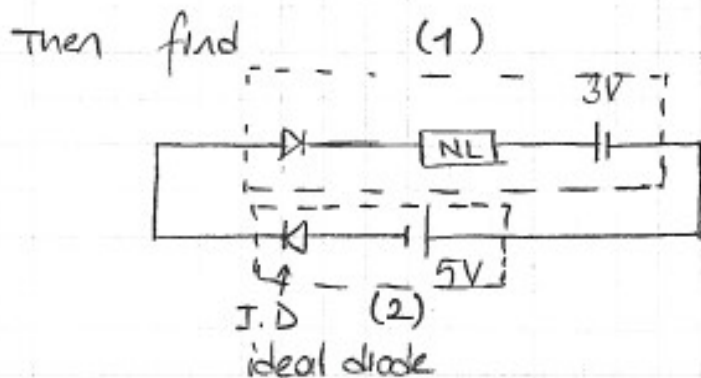 Then find (1)
3V
NL
5V
I.D (2)
ideal diode